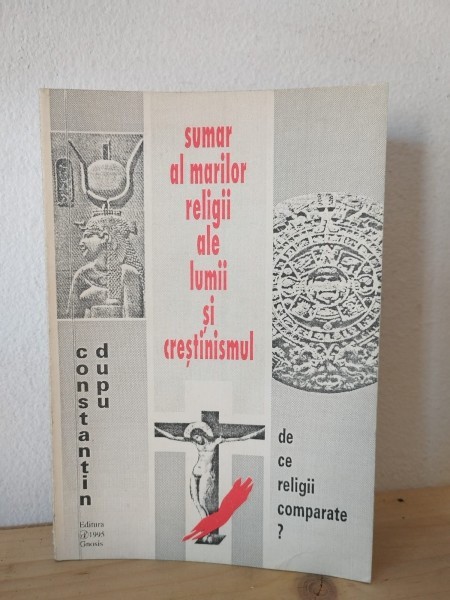 sumar
al marilor
religii
ale
lumii
și
creștinismul
constantin
dupu
de
ce
religii
comparate
?
Editura
1995
Gnosis